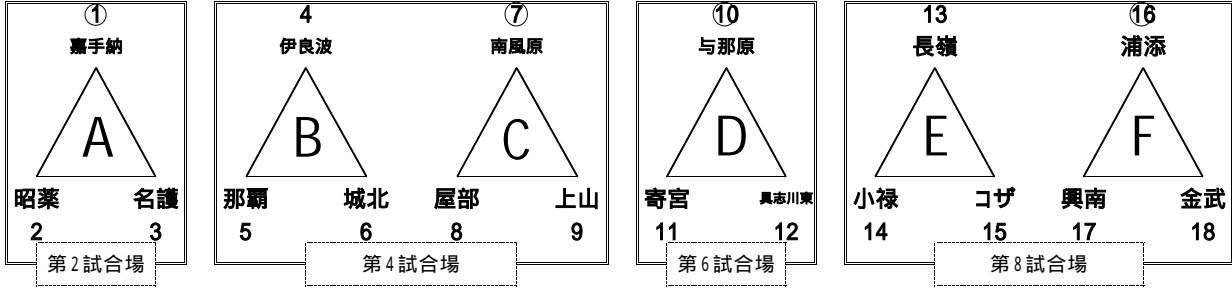 ① 4 ⑦ ⑩ 13 ⑯
嘉手納 伊良波 南風原 与那原 長嶺 浦添
A B C D E F
昭薬 名護 那覇 城北 屋部 上山 寄宮 具志川東 小禄 コザ 興南 金武
2 3 5 6 8 9 11 12 14 15 17 18
第2試合場 第4試合場 第6試合場 第8試合場